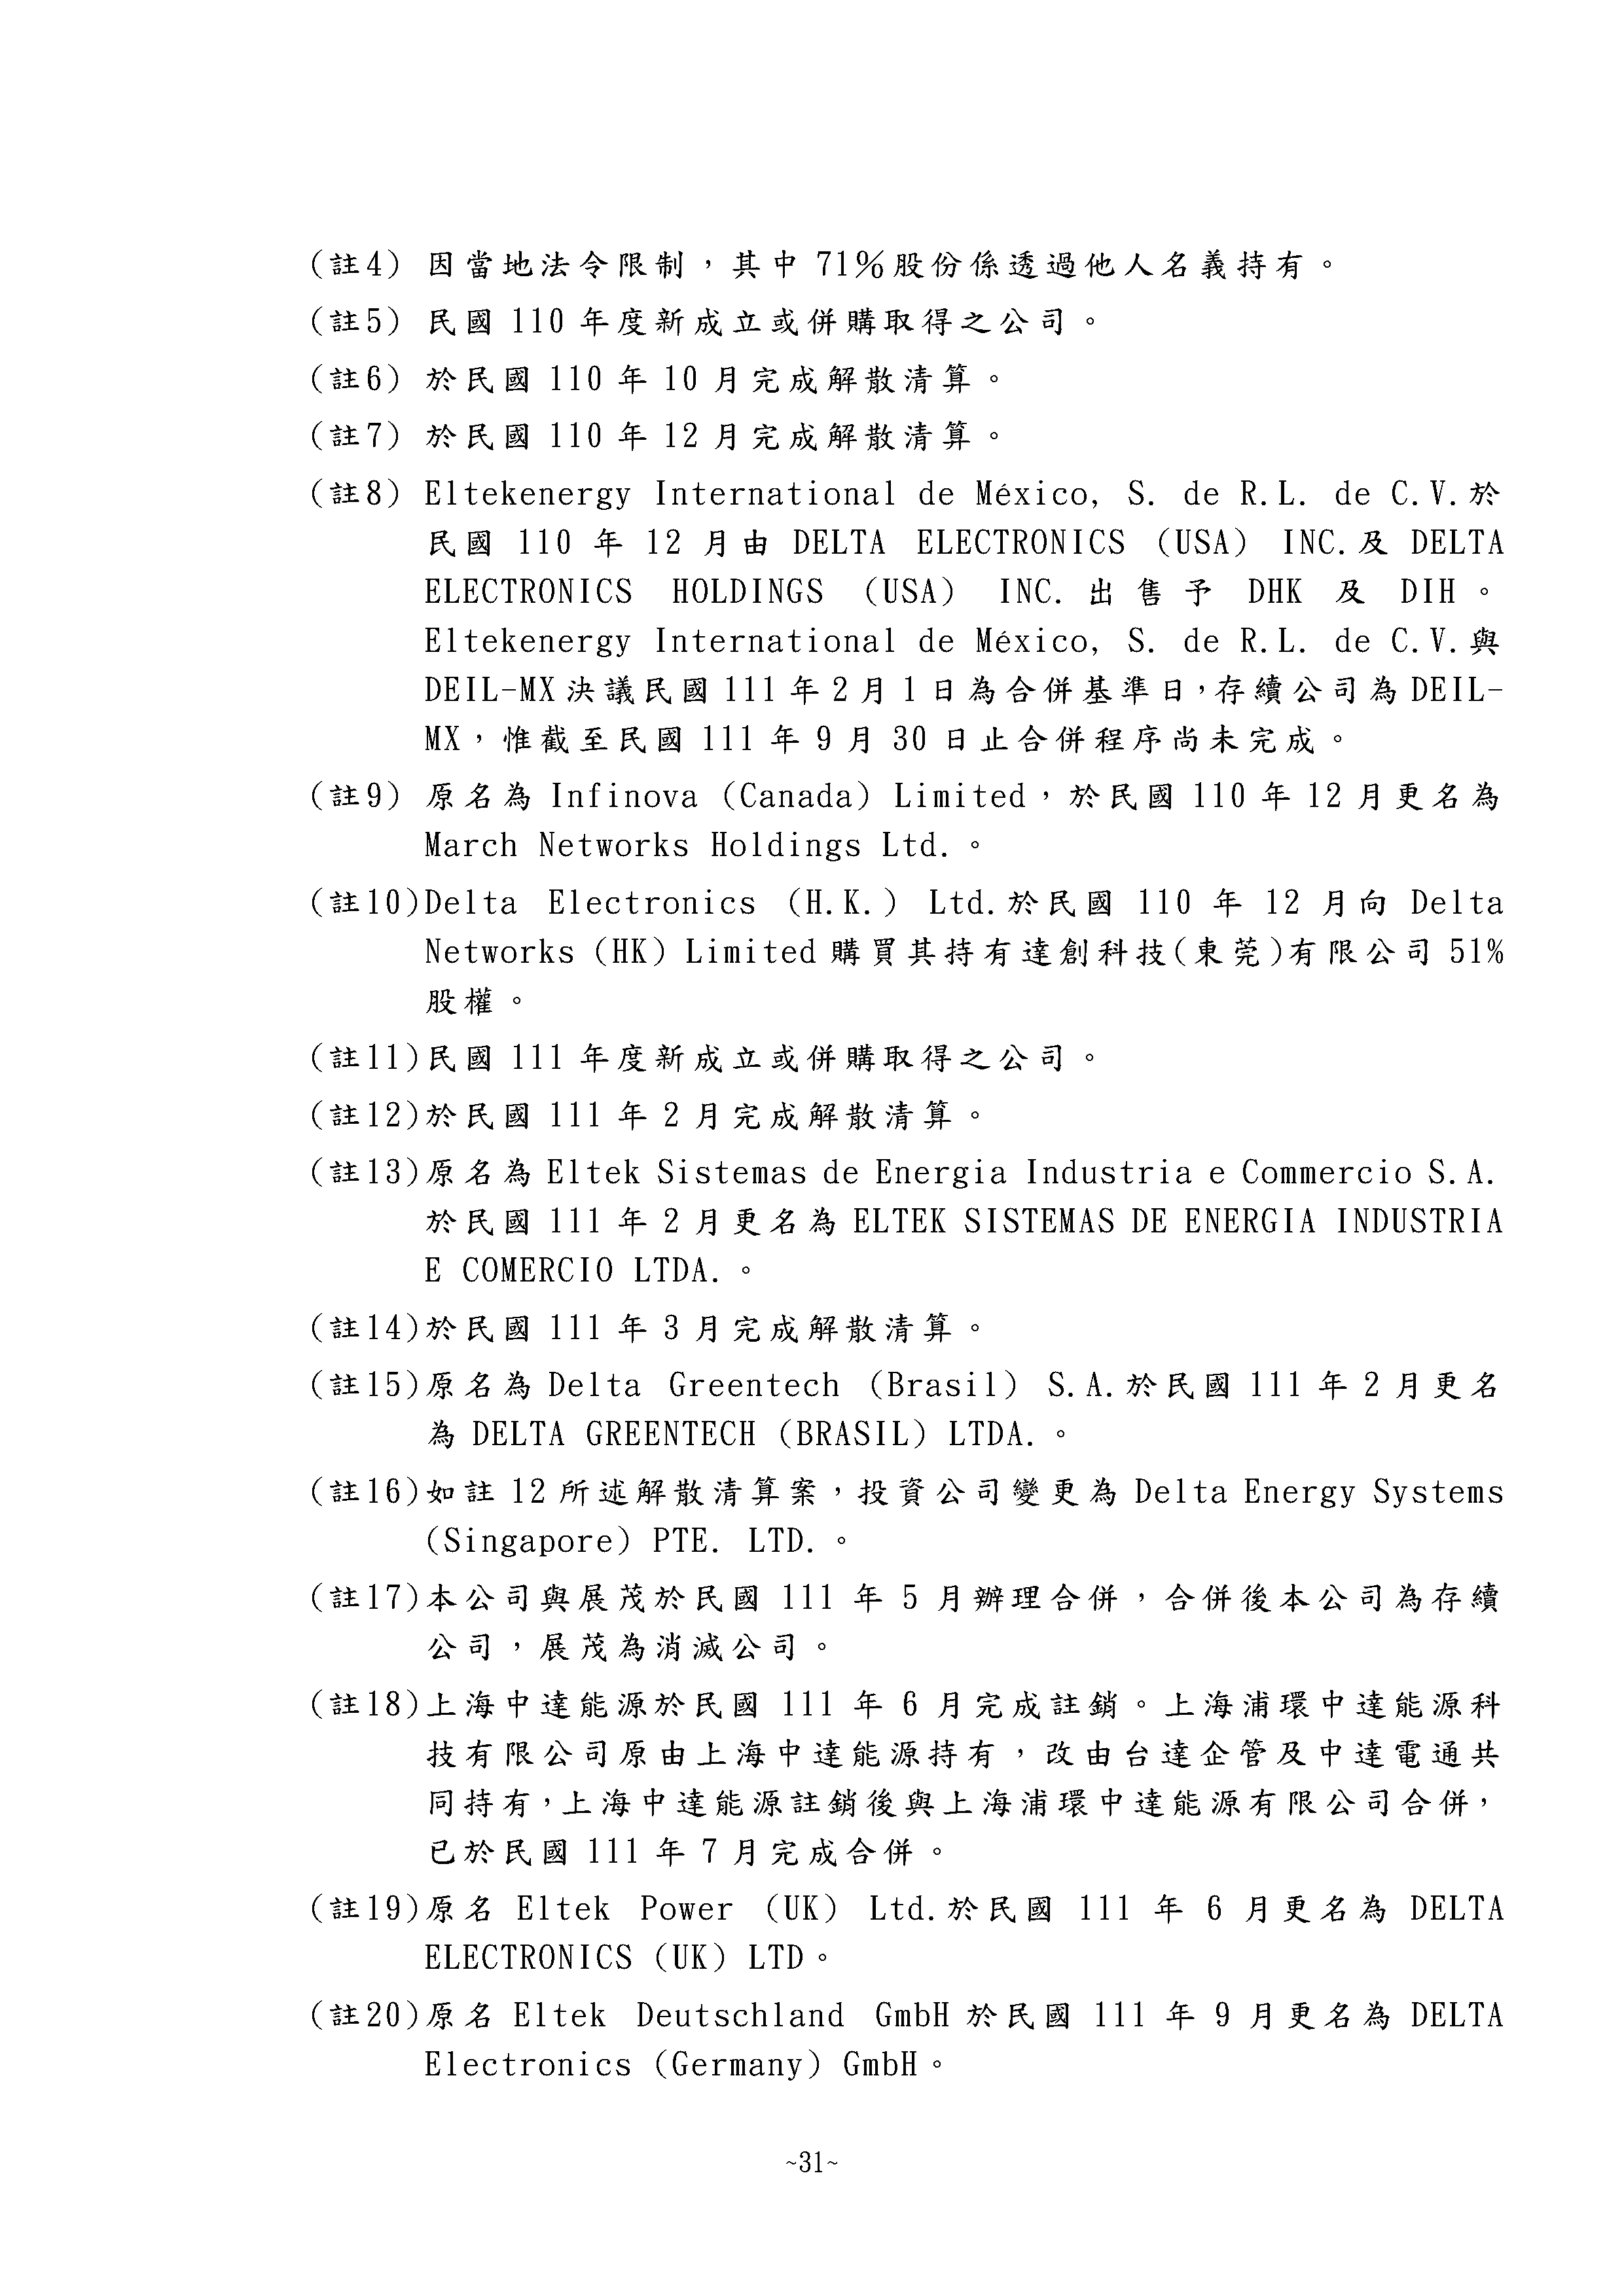 (註4) 因當地法令限制，其中 71%股份係透過他人名義持有。
(註5) 民國 110 年度新成立或併購取得之公司。
(註6) 於民國 110 年 10 月完成解散清算。
(註7) 於民國 110 年 12 月完成解散清算。
(註8) Eltekenergy International de México, S. de R.L. de C.V.於
民國 110 年 12 月由 DELTA ELECTRONICS (USA) INC.及 DELTA
ELECTRONICS HOLDINGS (USA) INC.出售予 DHK 及 DIH。
Eltekenergy International de México, S. de R.L. de C.V.與
DEIL-MX 決議民國 111 年 2 月 1 日為合併基準日，存續公司為 DEIL-
MX，惟截至民國 111 年 9 月 30 日止合併程序尚未完成。
(註9) 原名為 Infinova (Canada) Limited，於民國 110 年 12 月更名為
March Networks Holdings Ltd.。
(註10)Delta Electronics (H.K.) Ltd.於民國 110 年 12 月向 Delta
Networks (HK) Limited 購買其持有達創科技(東莞)有限公司 51%
股權。
(註11)民國 111 年度新成立或併購取得之公司。
(註12)於民國 111 年 2 月完成解散清算。
(註13)原名為 Eltek Sistemas de Energia Industria e Commercio S.A.
於民國 111 年 2 月更名為 ELTEK SISTEMAS DE ENERGIA INDUSTRIA
E COMERCIO LTDA.。
(註14)於民國 111 年 3 月完成解散清算。
(註15)原名為 Delta Greentech (Brasil) S.A.於民國 111 年 2 月更名
為 DELTA GREENTECH (BRASIL) LTDA.。
(註16)如註 12 所述解散清算案，投資公司變更為 Delta Energy Systems
(Singapore) PTE. LTD.。
(註17)本公司與展茂於民國 111 年 5 月辦理合併，合併後本公司為存續
公司，展茂為消滅公司。
(註18)上海中達能源於民國 111 年 6 月完成註銷。上海浦環中達能源科
技有限公司原由上海中達能源持有，改由台達企管及中達電通共
同持有，上海中達能源註銷後與上海浦環中達能源有限公司合併，
已於民國 111 年 7 月完成合併。
(註19)原名 Eltek Power (UK) Ltd.於民國 111 年 6 月更名為 DELTA
ELECTRONICS (UK) LTD。
(註20)原名 Eltek Deutschland GmbH 於民國 111 年 9 月更名為 DELTA
Electronics (Germany) GmbH。
~31~